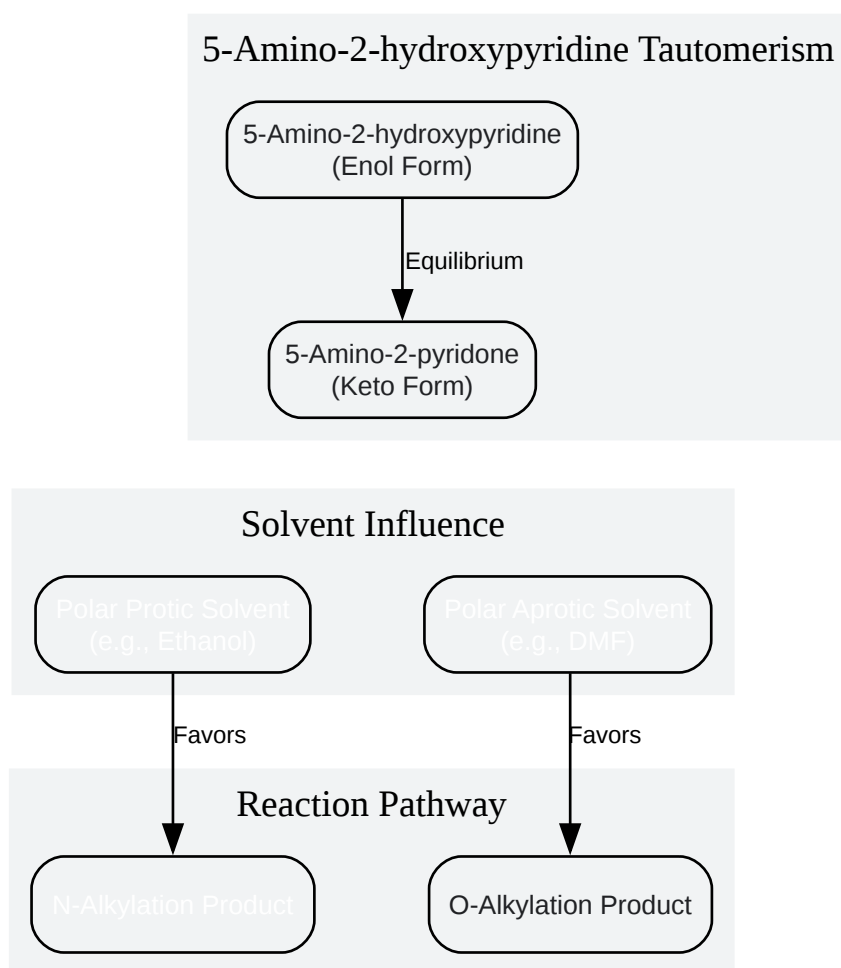 5-Amino-2-hydroxypyridine Tautomerism
5-Amino-2-hydroxypyridine
(Enol Form)
Equilibrium
5-Amino-2-pyridone
(Keto Form)
Solvent Influence
Polar Protic Solvent
(e.g., Ethanol)
Polar Aprotic Solvent
(e.g., DMF)
Favors
Favors
Reaction Pathway
N-Alkylation Product
O-Alkylation Product